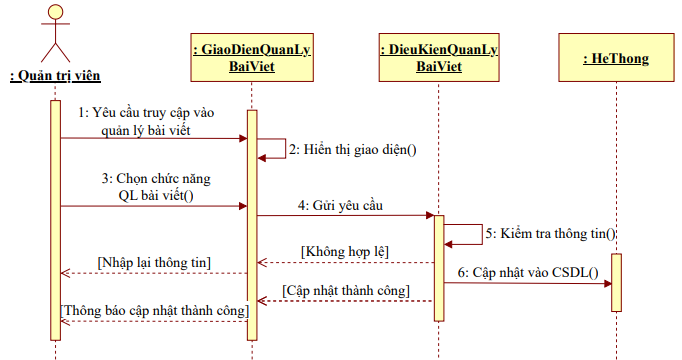 : Quản trị viên
: GiaoDienQuanLy
BaiViet
: DieuKienQuanLy
BaiViet
: HeThong
1: Yêu cầu truy cập vào
quản lý bài viết
2: Hiển thị giao diện()
3: Chọn chức năng
QL bài viết()
4: Gửi yêu cầu
5: Kiểm tra thông tin()
[Không hợp lệ]
[Nhập lại thông tin]
6: Cập nhật vào CSDL()
[Cập nhật thành công]
[Thông báo cập nhật thành công]